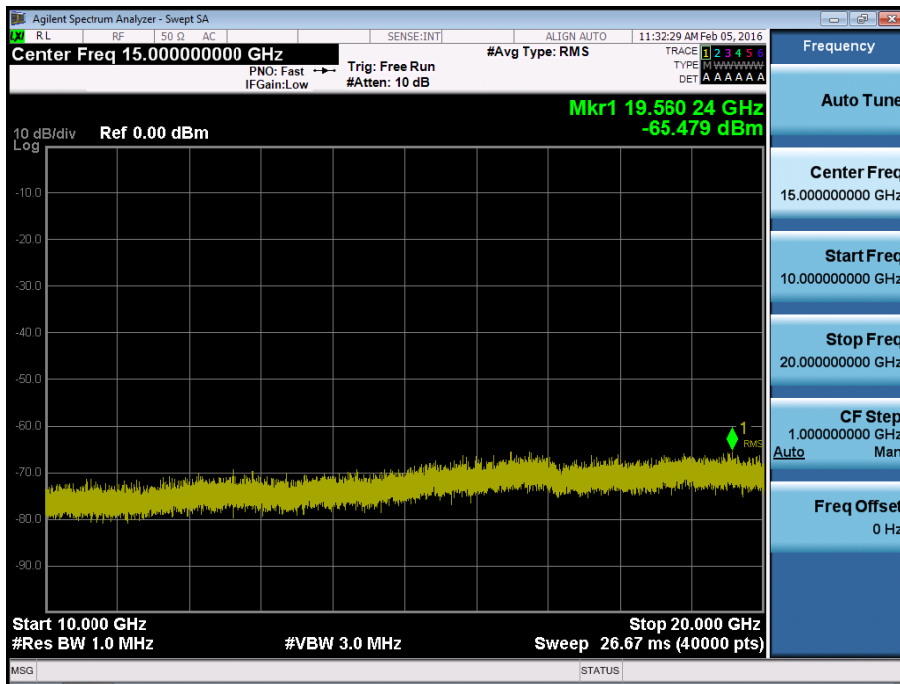 Agilent Spectrum Analyzer - Swept SA
LXI RL RF 50 Ω AC SENSE:INT ALIGN AUTO 11:32:29 AM Feb 05, 2016
Center Freq 15.000000000 GHz
PNO: Fast
IFGain:Low
Trig: Free Run
#Atten: 10 dB
#Avg Type: RMS
TRACE 1 2 3 4 5 6
TYPE M WWWWW
DET A A A A A A
Mkr1 19.560 24 GHz
-65.479 dBm
10 dB/div Ref 0.00 dBm
Log
-10.0
-20.0
-30.0
-40.0
-50.0
-60.0
-70.0
-80.0
-90.0
1
RMS
Start 10.000 GHz Stop 20.000 GHz
#Res BW 1.0 MHz #VBW 3.0 MHz Sweep 26.67 ms (40000 pts)
MSG STATUS
Frequency
Auto Tune
Center Freq
15.000000000 GHz
Start Freq
10.000000000 GHz
Stop Freq
20.000000000 GHz
CF Step
1.000000000 GHz
Auto Man
Freq Offset
0 Hz